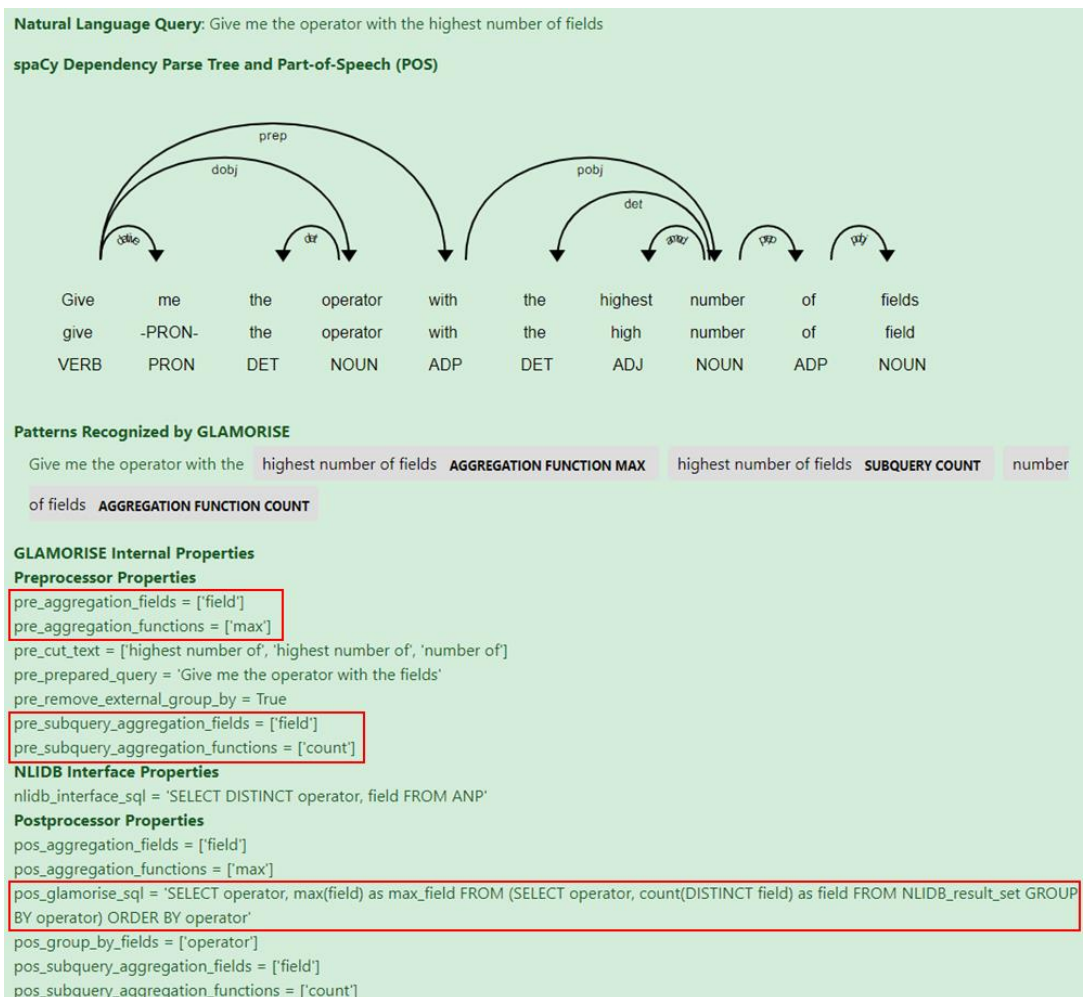 Natural Language Query: Give me the operator with the highest number of fields
spaCy Dependency Parse Tree and Part-of-Speech (POS)
prep
dobj
pobj
det
dative
det
amod
prep
pobj
Give me the operator with the highest number of fields
give -PRON- the operator with the high number of field
VERB PRON DET NOUN ADP DET ADJ NOUN ADP NOUN
Patterns Recognized by GLAMORISE
Give me the operator with the highest number of fields AGGREGATION FUNCTION MAX highest number of fields SUBQUERY COUNT number
of fields AGGREGATION FUNCTION COUNT
GLAMORISE Internal Properties
Preprocessor Properties
pre_aggregation_fields = ['field']
pre_aggregation_functions = ['max']
pre_cut_text = ['highest number of', 'highest number of', 'number of']
pre_prepared_query = 'Give me the operator with the fields'
pre_remove_external_group_by = True
pre_subquery_aggregation_fields = ['field']
pre_subquery_aggregation_functions = ['count']
NLIDB Interface Properties
nlidb_interface_sql = 'SELECT DISTINCT operator, field FROM ANP'
Postprocessor Properties
pos_aggregation_fields = ['field']
pos_aggregation_functions = ['max']
pos_glamorise_sql = 'SELECT operator, max(field) as max_field FROM (SELECT operator, count(DISTINCT field) as field FROM NLIDB_result_set GROUP
BY operator) ORDER BY operator'
pos_group_by_fields = ['operator']
pos_subquery_aggregation_fields = ['field']
pos_subquery_aggregation_functions = ['count']